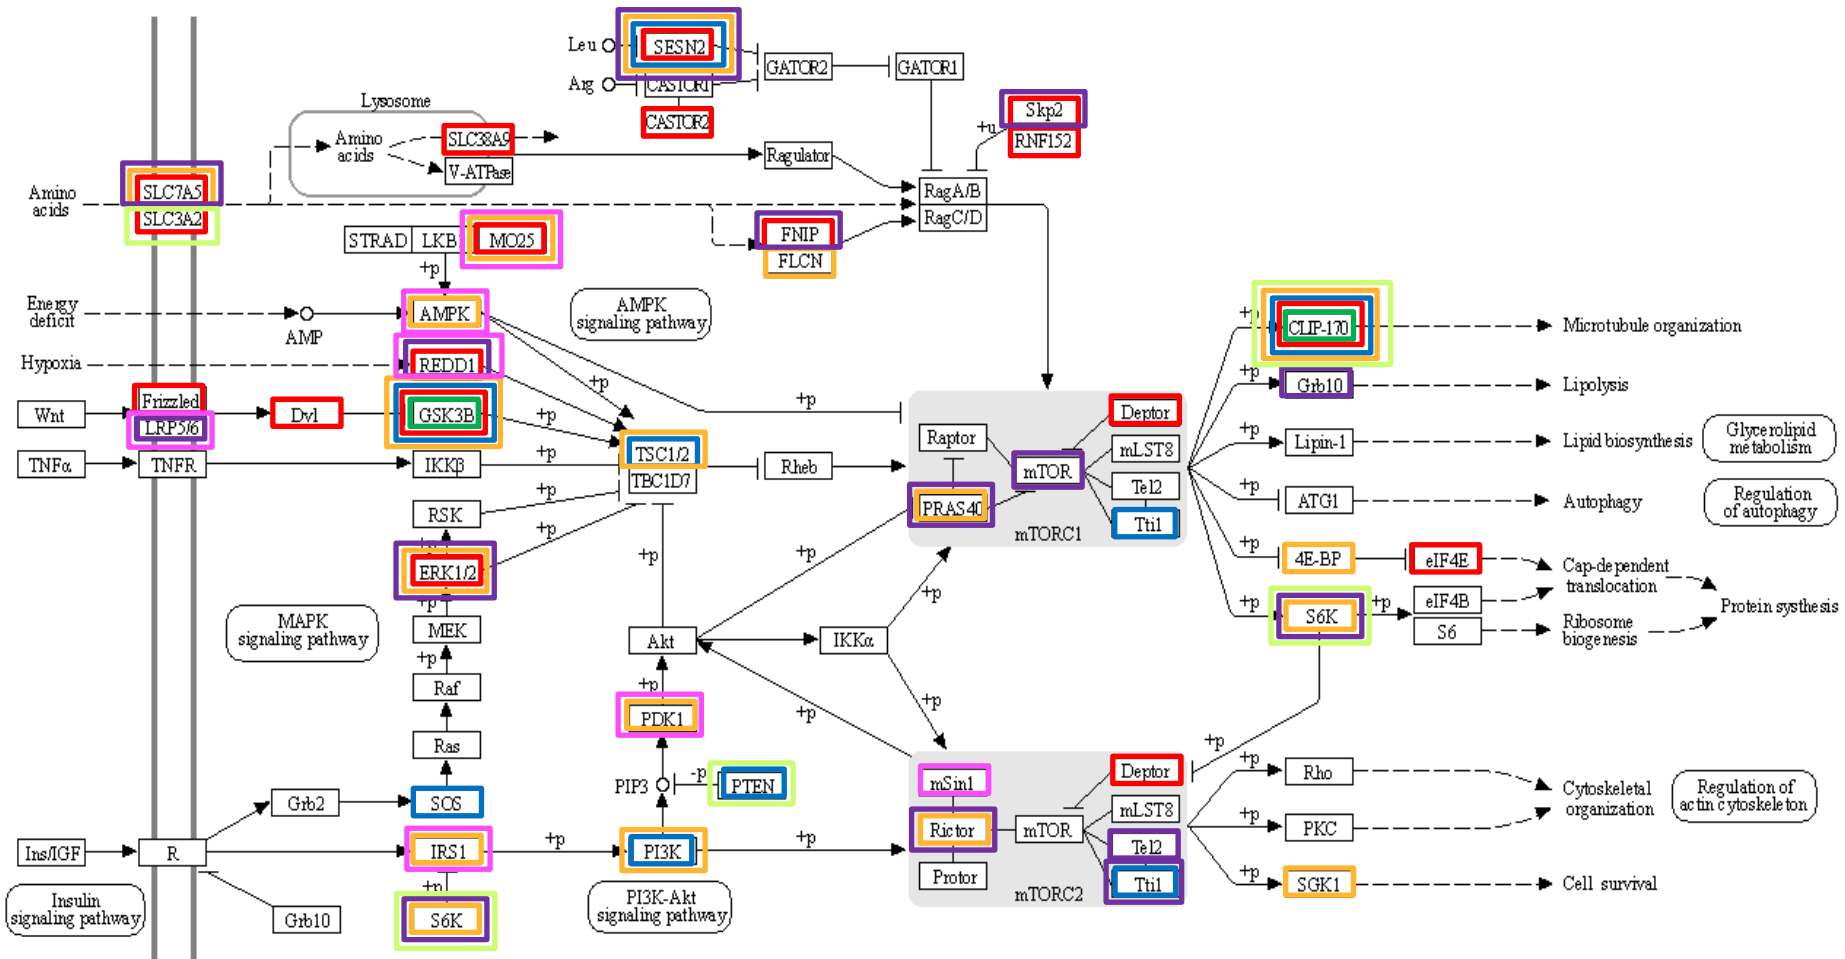 Leu
SESN2
GATOR2
GATOR1
Arg
CASTOR1
CASTOR2
Lysosome
Amino
acids
SLC38A9
V-ATPase
Ragulator
Skp2
+u
RNF152
RagA/B
RagC/D
Amino
acids
SLC7A5
SLC3A2
STRAD
LKB
MO25
+p
FNIP
FLCN
Energy
deficit
AMP
AMPK
AMPK
signaling pathway
Hypoxia
REDD1
+p
Wnt
Frizzled
LRP5/6
Dvl
GSK3B
+p
+p
TNFα
TNFR
IKKβ
+p
TSC1/2
TBC1D7
Rheb
RSK
+p
+p
ERK1/2
+p
+p
MEK
+p
Raf
Ras
MAPK
signaling pathway
SOS
Grb2
Ins/IGF
R
IRS1
+p
+p
S6K
Grb10
Insulin
signaling pathway
Akt
+p
+p
PDK1
PIP3
-p
PTEN
PI3K
+p
PI3K-Akt
signaling pathway
IKKα
+p
+p
+p
+p
Raptor
mTOR
PRAS40
Deptor
mLST8
Tel2
Tti1
mTORC1
mSin1
Rictor
Protor
mTOR
Deptor
mLST8
Tel2
Tti1
mTORC2
+p
CLIP-170
Microtubule organization
+p
Grb10
Lipolysis
+p
Lipin-1
Lipid biosynthesis
Glycerolipid
metabolism
+p
ATG1
Autophagy
Regulation
of autophagy
+p
4E-BP
eIF4E
Cap-dependent
translocation
+p
S6K
+p
eIF4B
S6
Ribosome
biogenesis
Protein systhesis
+p
+p
Rho
Cytoskeletal
organization
Regulation of
actin cytoskeleton
+p
PKC
+p
SGK1
Cell survival